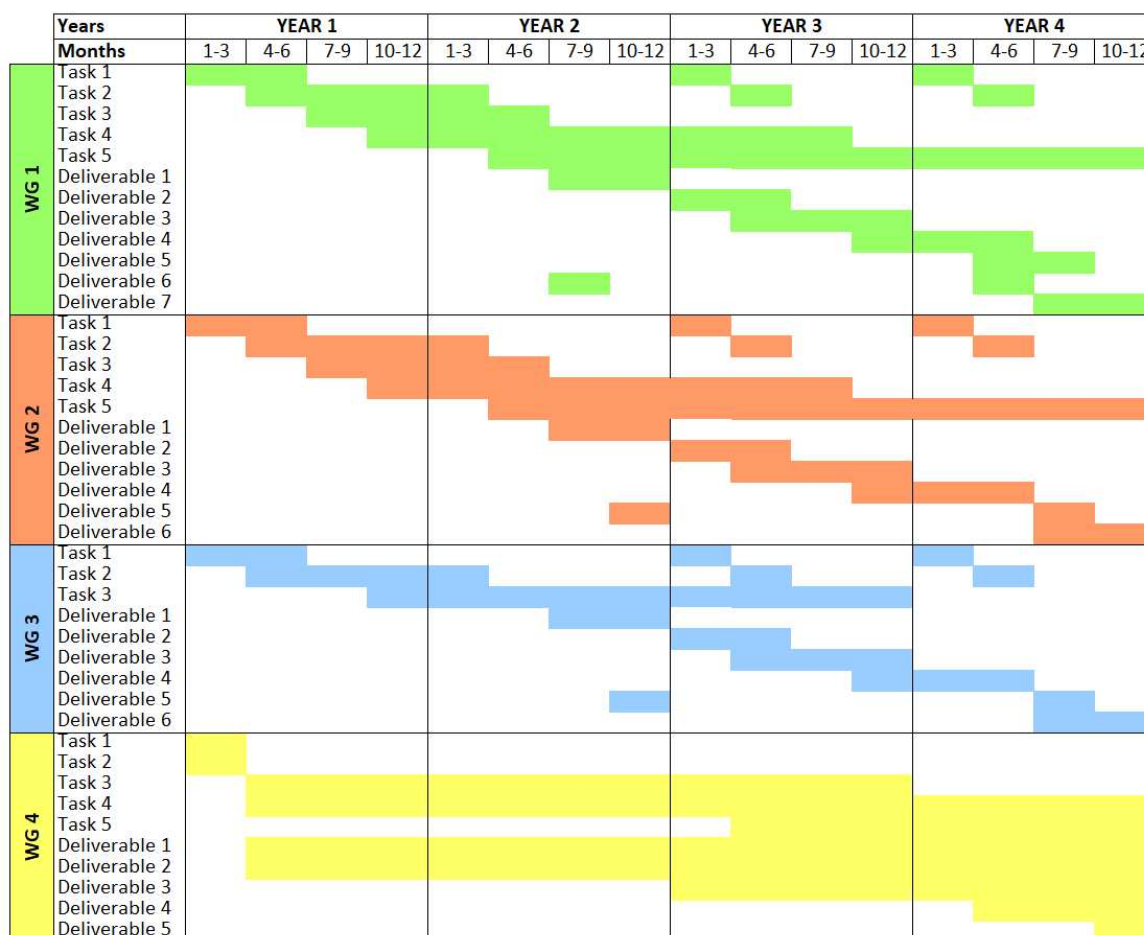 Years YEAR 1 YEAR 2 YEAR 3 YEAR 4
Months 1-3 4-6 7-9 10-12 1-3 4-6 7-9 10-12 1-3 4-6 7-9 10-12 1-3 4-6 7-9 10-12
WG 1
Task 1
Task 2
Task 3
Task 4
Task 5
Deliverable 1
Deliverable 2
Deliverable 3
Deliverable 4
Deliverable 5
Deliverable 6
Deliverable 7
WG 2
Task 1
Task 2
Task 3
Task 4
Task 5
Deliverable 1
Deliverable 2
Deliverable 3
Deliverable 4
Deliverable 5
Deliverable 6
WG 3
Task 1
Task 2
Task 3
Deliverable 1
Deliverable 2
Deliverable 3
Deliverable 4
Deliverable 5
Deliverable 6
WG 4
Task 1
Task 2
Task 3
Task 4
Task 5
Deliverable 1
Deliverable 2
Deliverable 3
Deliverable 4
Deliverable 5